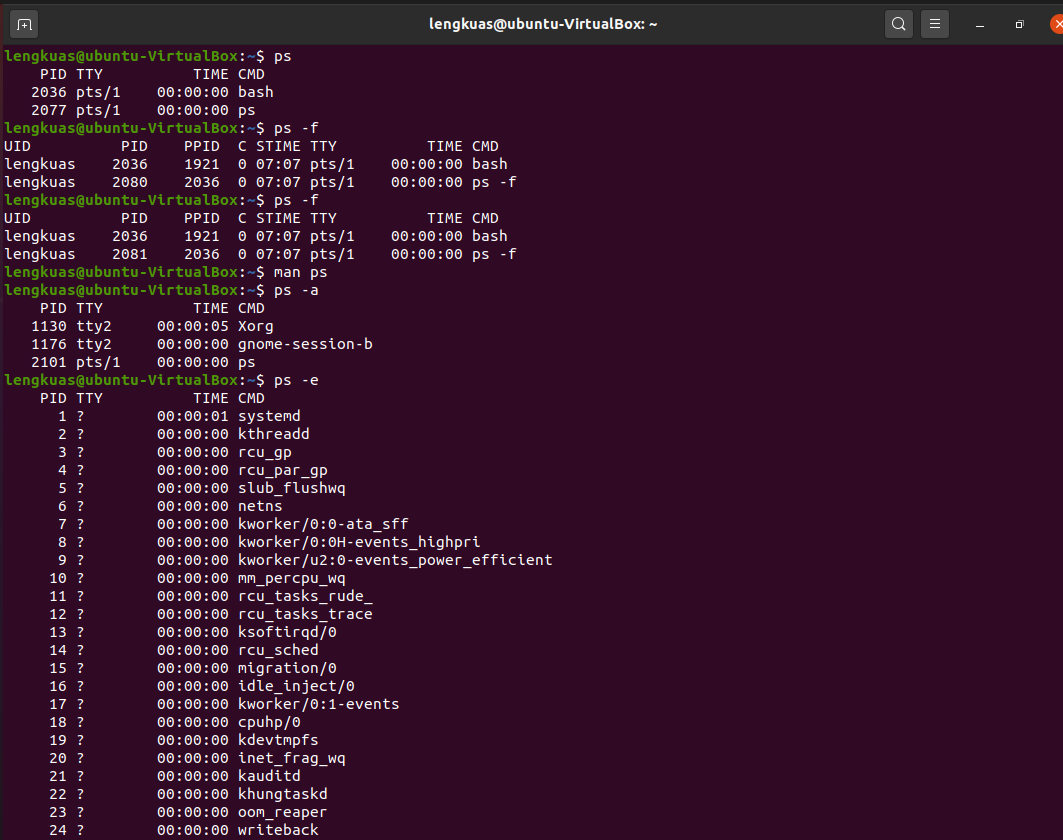 lengkuas@ubuntu-VirtualBox: ~
lengkuas@ubuntu-VirtualBox:~$ ps
    PID TTY          TIME CMD
   2036 pts/1    00:00:00 bash
   2077 pts/1    00:00:00 ps
lengkuas@ubuntu-VirtualBox:~$ ps -f
UID          PID    PPID  C STIME TTY          TIME CMD
lengkuas    2036    1921  0 07:07 pts/1    00:00:00 bash
lengkuas    2080    2036  0 07:07 pts/1    00:00:00 ps -f
lengkuas@ubuntu-VirtualBox:~$ ps -f
UID          PID    PPID  C STIME TTY          TIME CMD
lengkuas    2036    1921  0 07:07 pts/1    00:00:00 bash
lengkuas    2081    2036  0 07:07 pts/1    00:00:00 ps -f
lengkuas@ubuntu-VirtualBox:~$ man ps
lengkuas@ubuntu-VirtualBox:~$ ps -a
    PID TTY          TIME CMD
   1130 tty2     00:00:05 Xorg
   1176 tty2     00:00:00 gnome-session-b
   2101 pts/1    00:00:00 ps
lengkuas@ubuntu-VirtualBox:~$ ps -e
    PID TTY          TIME CMD
      1 ?        00:00:01 systemd
      2 ?        00:00:00 kthreadd
      3 ?        00:00:00 rcu_gp
      4 ?        00:00:00 rcu_par_gp
      5 ?        00:00:00 slub_flushwq
      6 ?        00:00:00 netns
      7 ?        00:00:00 kworker/0:0-ata_sff
      8 ?        00:00:00 kworker/0:0H-events_highpri
      9 ?        00:00:00 kworker/u2:0-events_power_efficient
     10 ?        00:00:00 mm_percpu_wq
     11 ?        00:00:00 rcu_tasks_rude_
     12 ?        00:00:00 rcu_tasks_trace
     13 ?        00:00:00 ksoftirqd/0
     14 ?        00:00:00 rcu_sched
     15 ?        00:00:00 migration/0
     16 ?        00:00:00 idle_inject/0
     17 ?        00:00:00 kworker/0:1-events
     18 ?        00:00:00 cpuhp/0
     19 ?        00:00:00 kdevtmpfs
     20 ?        00:00:00 inet_frag_wq
     21 ?        00:00:00 kauditd
     22 ?        00:00:00 khungtaskd
     23 ?        00:00:00 oom_reaper
     24 ?        00:00:00 writeback